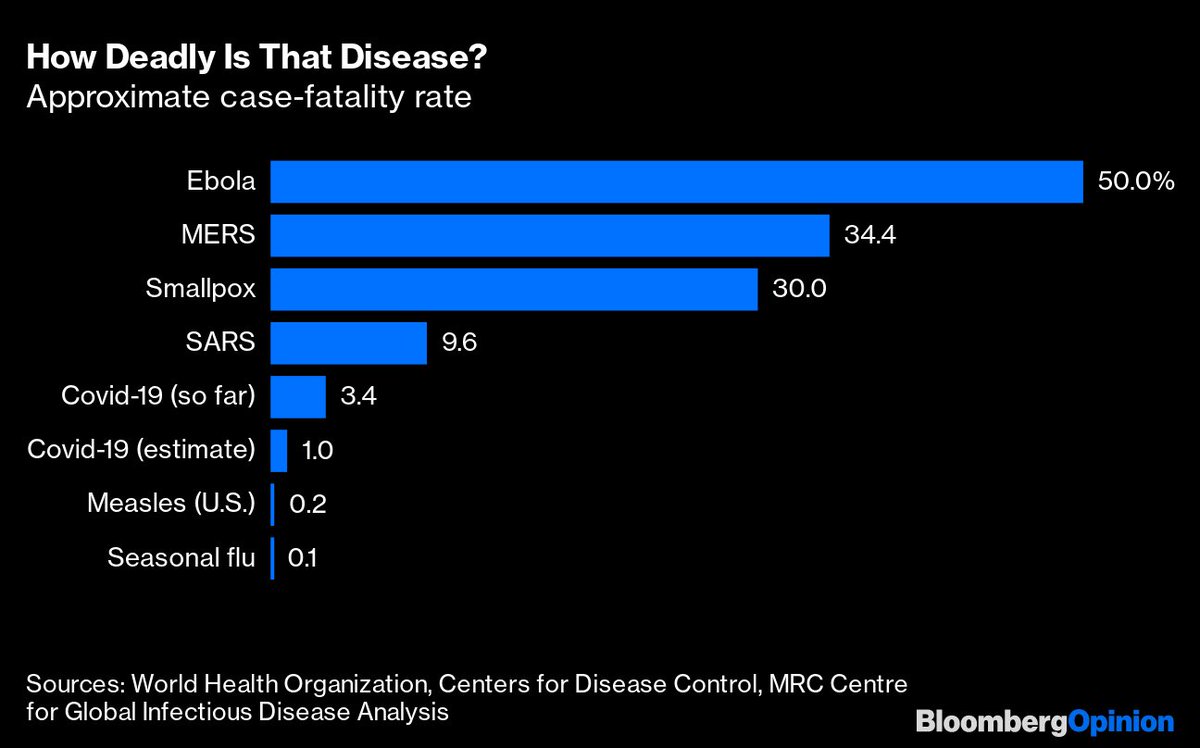 How Deadly Is That Disease?
Approximate case-fatality rate
Ebola 50.0%
MERS 34.4
Smallpox 30.0
SARS 9.6
Covid-19 (so far) 3.4
Covid-19 (estimate) 1.0
Measles (U.S.) 0.2
Seasonal flu 0.1
Sources: World Health Organization, Centers for Disease Control, MRC Centre
for Global Infectious Disease Analysis
BloombergOpinion